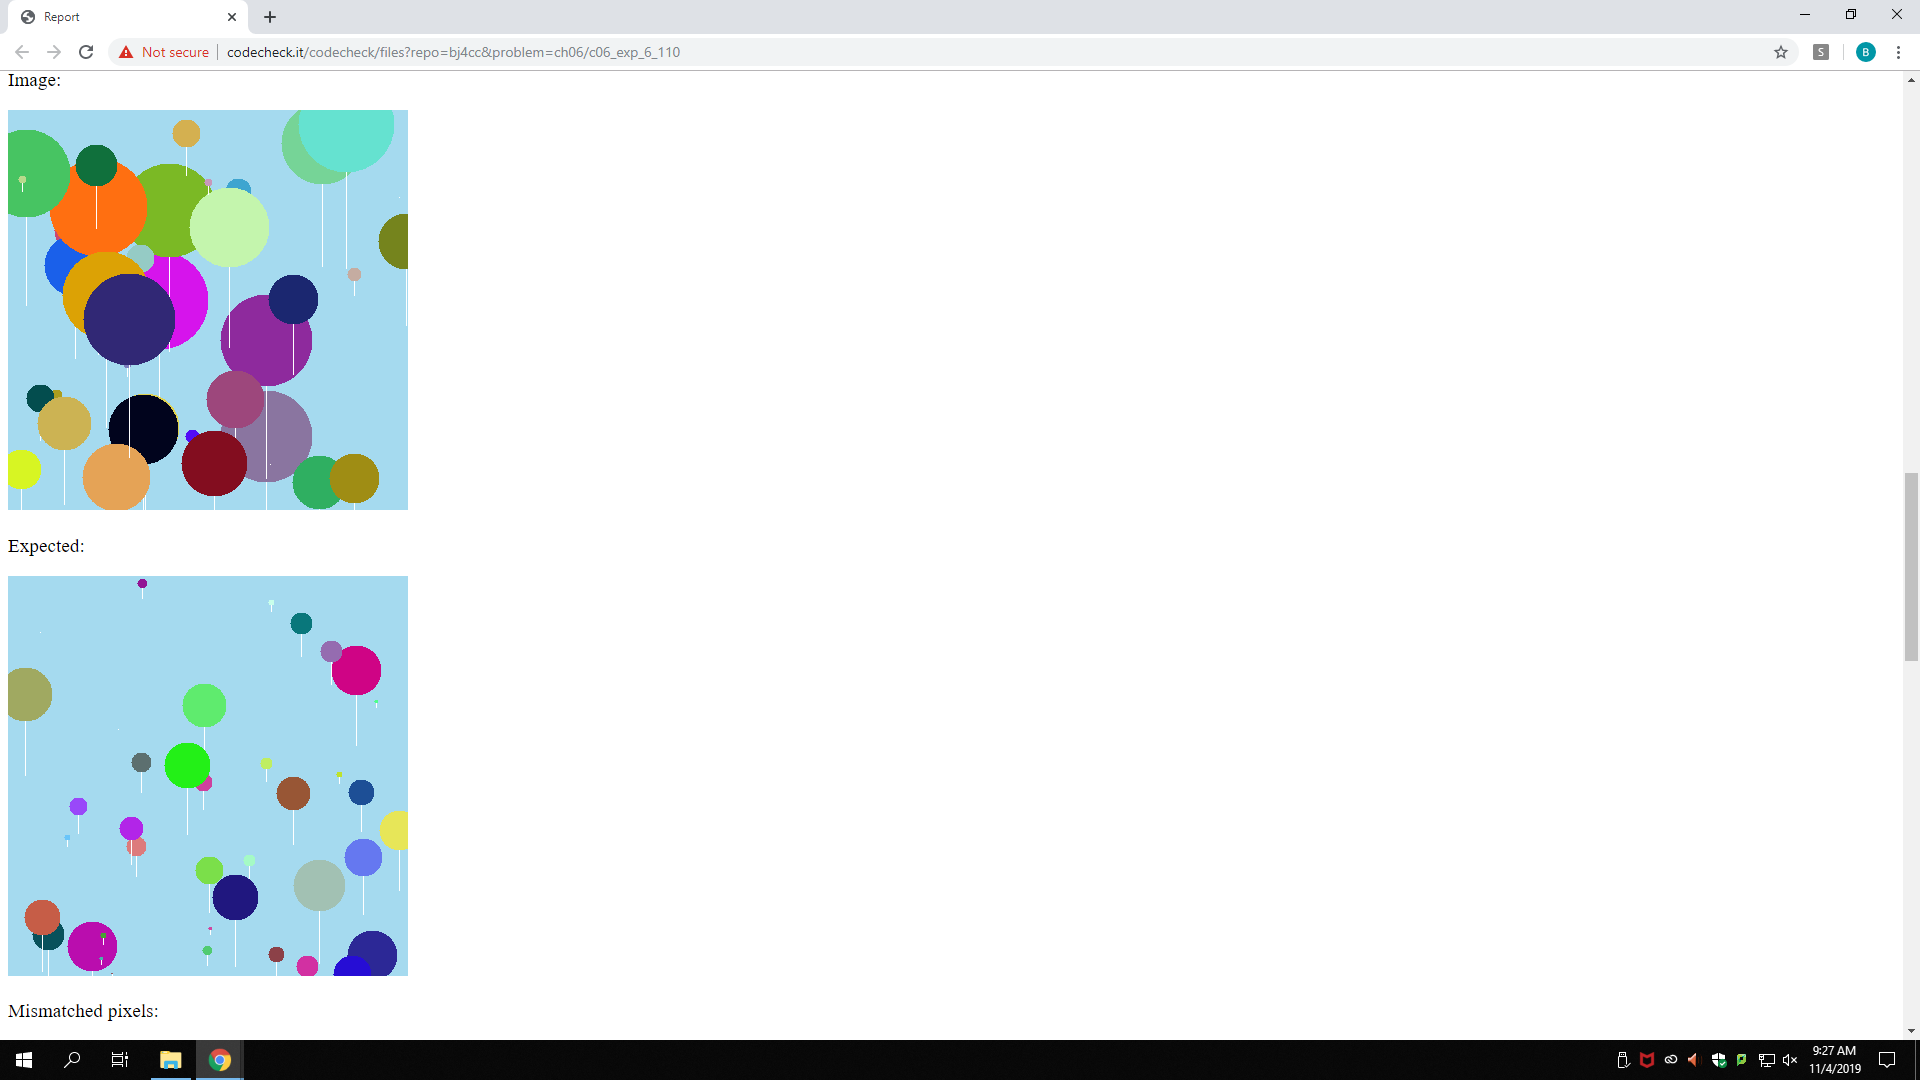 Report
Not secure
codecheck.it/codecheck/files?repo=bj4cc&problem=ch06/c06_exp_6_110
S
B
Image:
Expected:
Mismatched pixels:
9:27 AM
11/4/2019